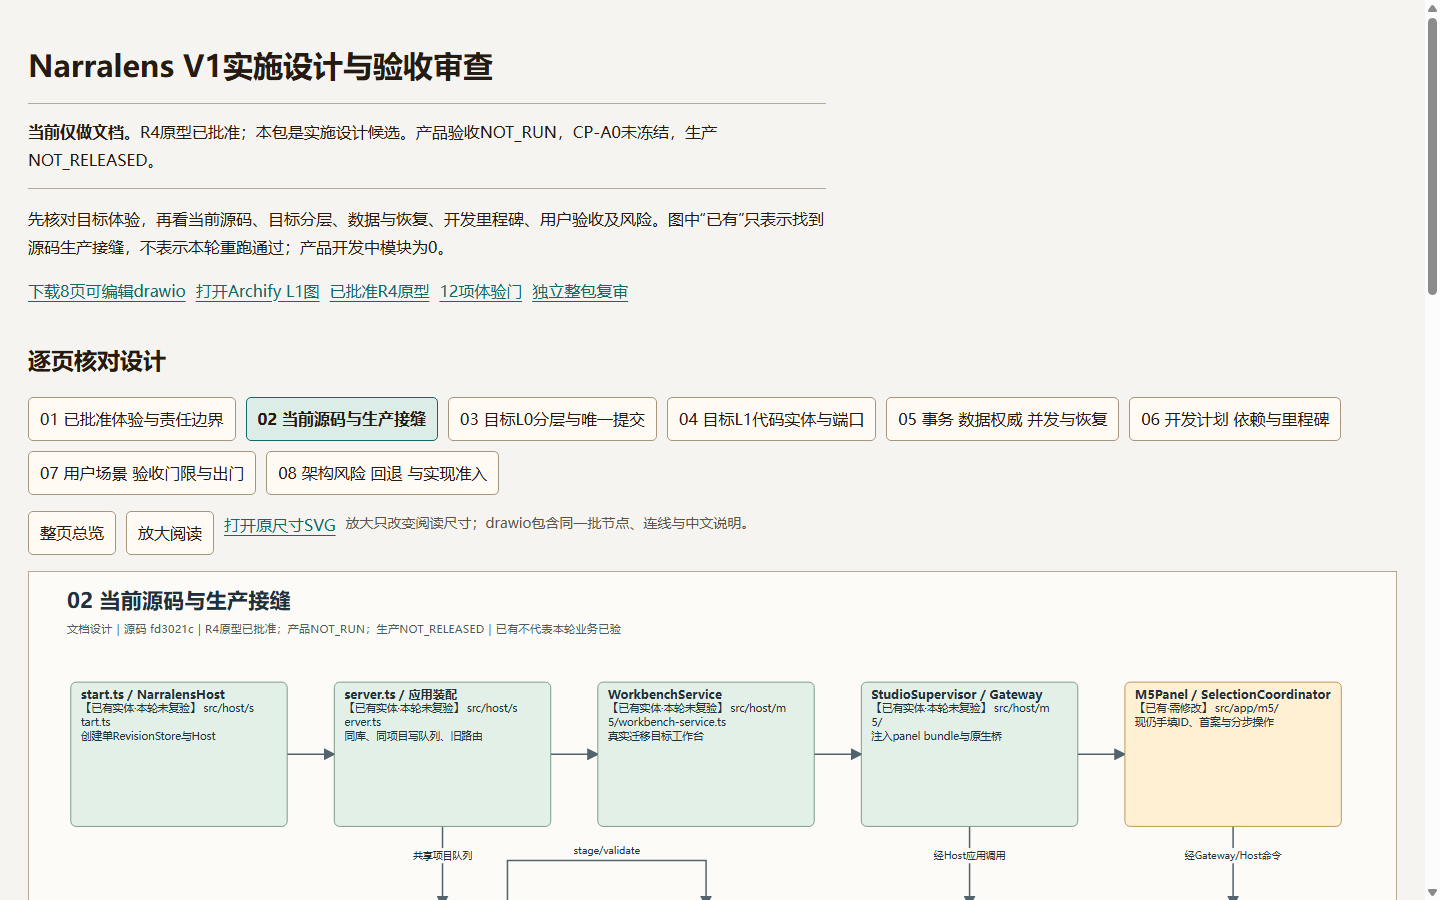 Narralens V1实施设计与验收审查
当前仅做文档。R4原型已批准；本包是实施设计候选。产品验收NOT_RUN，CP-A0未冻结，生产
NOT_RELEASED。
先核对目标体验，再看当前源码、目标分层、数据与恢复、开发里程碑、用户验收及风险。图中“已有”只表示找到
源码生产接缝，不表示本轮重跑通过；产品开发中模块为0。
下载8页可编辑drawio 打开Archify L1图 已批准R4原型 12项体验门 独立整包复审
逐页核对设计
01 已批准体验与责任边界 02 当前源码与生产接缝 03 目标L0分层与唯一提交 04 目标L1代码实体与端口 05 事务 数据权威 并发与恢复 06 开发计划 依赖与里程碑
07 用户场景 验收门限与出门 08 架构风险 回退 与实现准入
整页总览 放大阅读 打开原尺寸SVG 放大只改变阅读尺寸；drawio包含同一批节点、连线与中文说明。
02 当前源码与生产接缝
文档设计 | 源码 fd3021c | R4原型已批准；产品NOT_RUN；生产NOT_RELEASED | 已有不代表本轮业务已验
start.ts / NarralensHost
【已有实体·本轮未复验】 src/host/s
tart.ts
创建单RevisionStore与Host
server.ts / 应用装配
【已有实体·本轮未复验】 src/host/s
erver.ts
同库、同项目写队列、旧路由
WorkbenchService
【已有实体·本轮未复验】 src/host/m
5/workbench-service.ts
真实迁移目标工作台
StudioSupervisor / Gateway
【已有实体·本轮未复验】 src/host/m
5/
注入panel bundle与原生桥
M5Panel / SelectionCoordinator
【已有·需修改】 src/app/m5/
现仍手填ID、首案与分步操作
共享项目队列
stage/validate
经Host应用调用
经Gateway/Host命令